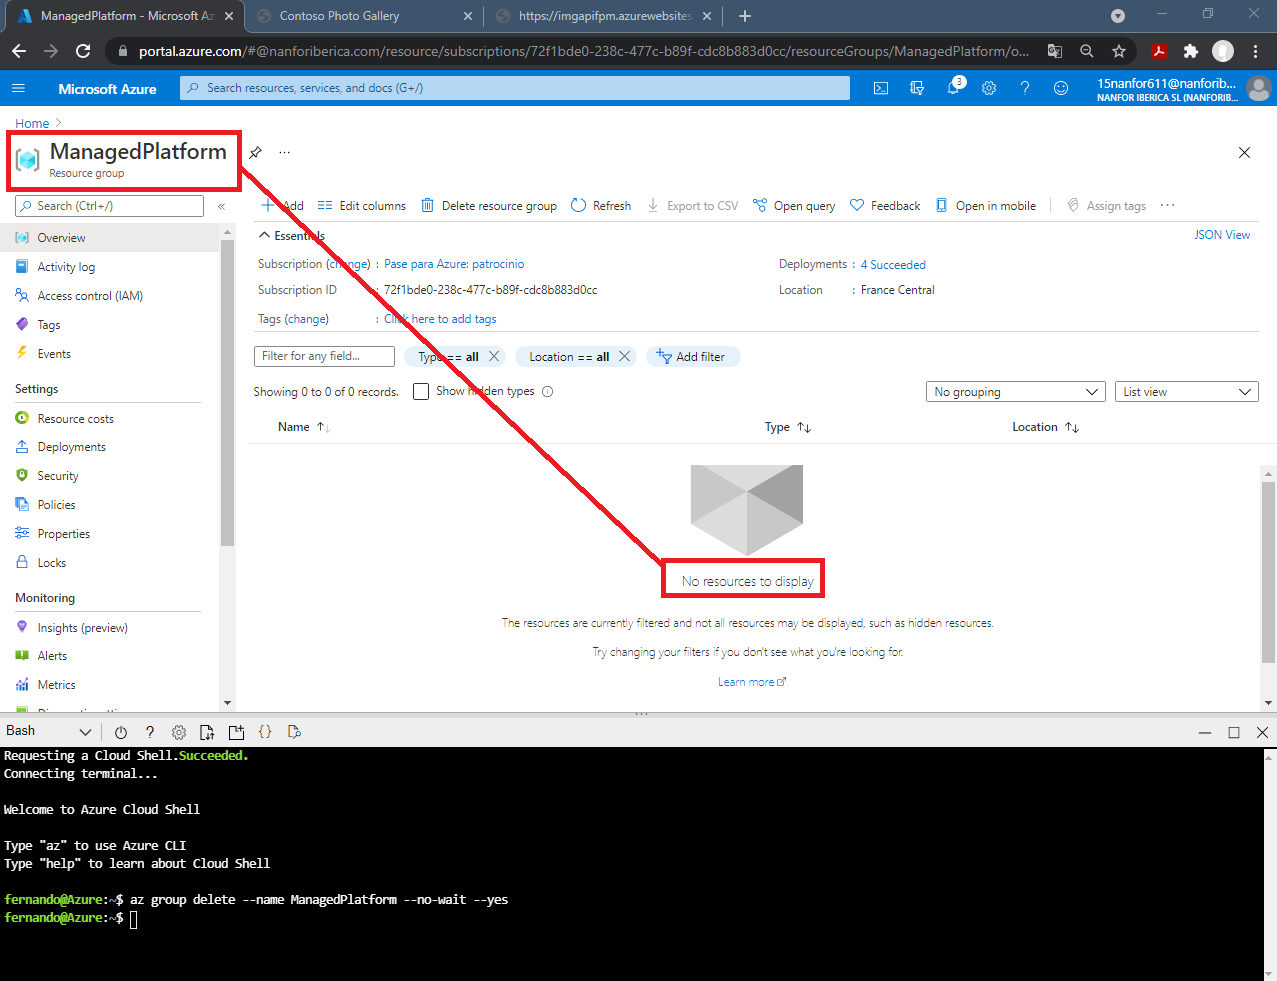 ManagedPlatform - Microsoft Az
Contoso Photo Gallery
https://imgapifpm.azurewebsites
portal.azure.com/#@nanforiberica.com/resource/subscriptions/72f1bde0-238c-477c-b89f-cdc8b883d0cc/resourceGroups/ManagedPlatform/o...
Microsoft Azure
Search resources, services, and docs (G+/)
3
15nanfor611@nanforib...
NANFOR IBERICA SL (NANFORIB...
Home
ManagedPlatform
...
Resource group
Search (Ctrl+/)
«
Add
Edit columns
Delete resource group
Refresh
Export to CSV
Open query
Feedback
Open in mobile
Assign tags
...
Overview
Activity log
Access control (IAM)
Tags
Events
Settings
Resource costs
Deployments
Security
Policies
Properties
Locks
Monitoring
Insights (preview)
Alerts
Metrics
Essentials
JSON View
Subscription (change) : Pase para Azure: patrocinio
Deployments : 4 Succeeded
Subscription ID : 72f1bde0-238c-477c-b89f-cdc8b883d0cc
Location : France Central
Tags (change) : Click here to add tags
Filter for any field...
Type == all
Location == all
Add filter
Showing 0 to 0 of 0 records.
Show hidden types
No grouping
List view
Name
Type
Location
No resources to display
The resources are currently filtered and not all resources may be displayed, such as hidden resources.
Try changing your filters if you don't see what you're looking for.
Learn more
Bash
?
{}
Requesting a Cloud Shell.Succeeded.
Connecting terminal...
Welcome to Azure Cloud Shell
Type "az" to use Azure CLI
Type "help" to learn about Cloud Shell
fernando@Azure:~$ az group delete --name ManagedPlatform --no-wait --yes
fernando@Azure:~$